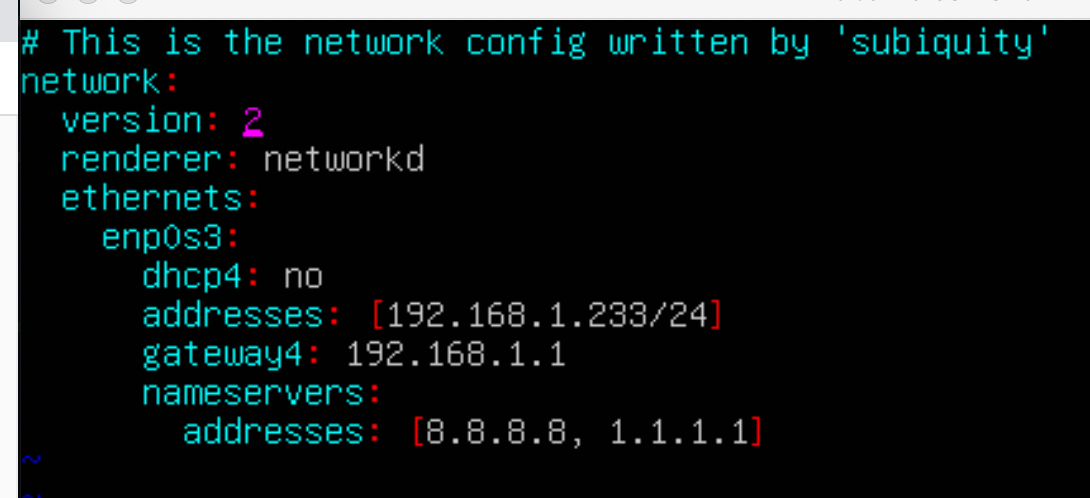 # This is the network config written by 'subiquity'
network:
  version: 2
  renderer: networkd
  ethernets:
    enp0s3:
      dhcp4: no
      addresses: [192.168.1.233/24]
      gateway4: 192.168.1.1
      nameservers:
        addresses: [8.8.8.8, 1.1.1.1]
~
~